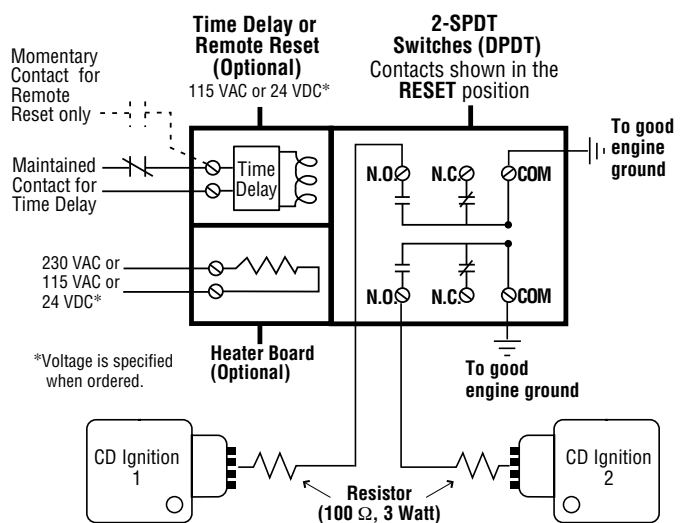 Time Delay or
Remote Reset
(Optional)
115 VAC or 24 VDC*
2-SPDT
Switches (DPDT)
Contacts shown in the
RESET position
Momentary
Contact for
Remote
Reset only
Maintained
Contact for
Time Delay
Time
Delay
N.O.
N.C.
COM
To good
engine
ground
230 VAC or
115 VAC or
24 VDC*
N.O.
N.C.
COM
*Voltage is specified
when ordered.
Heater Board
(Optional)
To good
engine ground
CD Ignition
1
Resistor
(100 Ω, 3 Watt)
CD Ignition
2